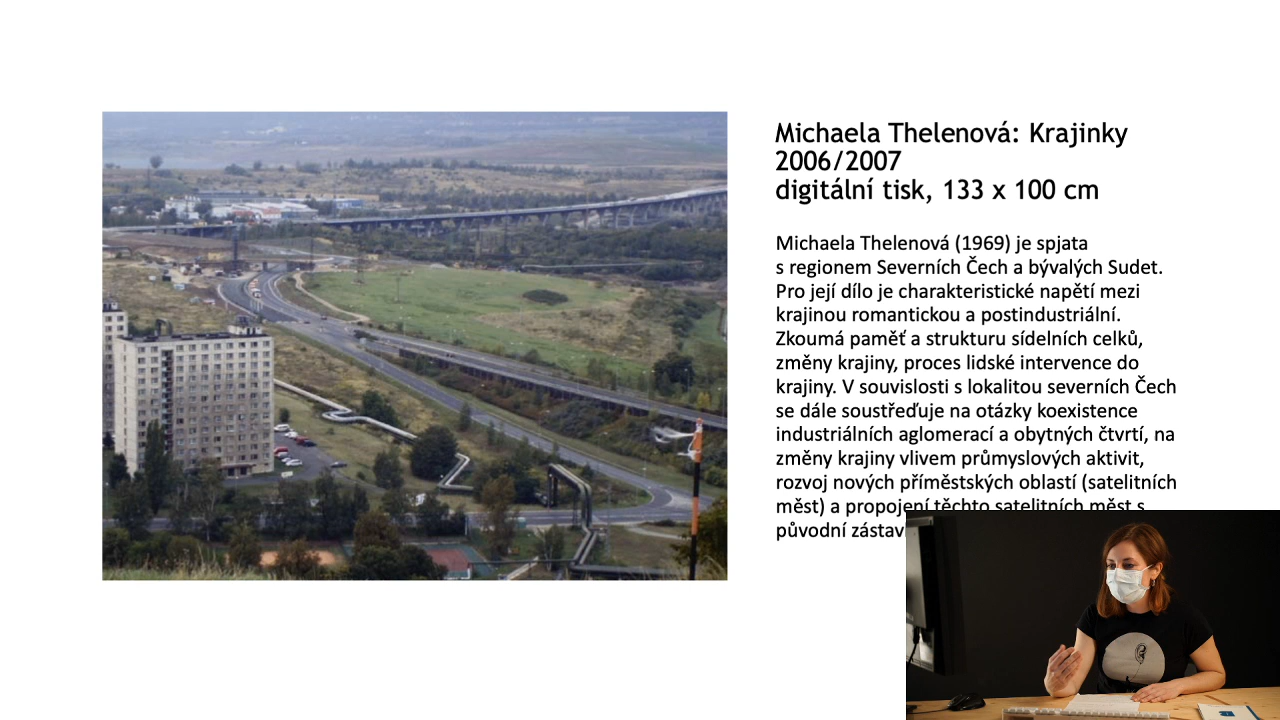 Michaela Thelenová: Krajinky
2006/2007
digitální tisk, 133 x 100 cm
Michaela Thelenová (1969) je spjata
s regionem Severních Čech a bývalých Sudet.
Pro její dílo je charakteristické napětí mezi
krajinou romantickou a postindustriální.
Zkoumá paměť a strukturu sídelních celků,
změny krajiny, proces lidské intervence do
krajiny. V souvislosti s lokalitou severních Čech
se dále soustřeďuje na otázky koexistence
industriálních aglomerací a obytných čtvrtí, na
změny krajiny vlivem průmyslových aktivit,
rozvoj nových příměstských oblastí (satelitních
měst) a propojení těchto satelitních měst s
původní